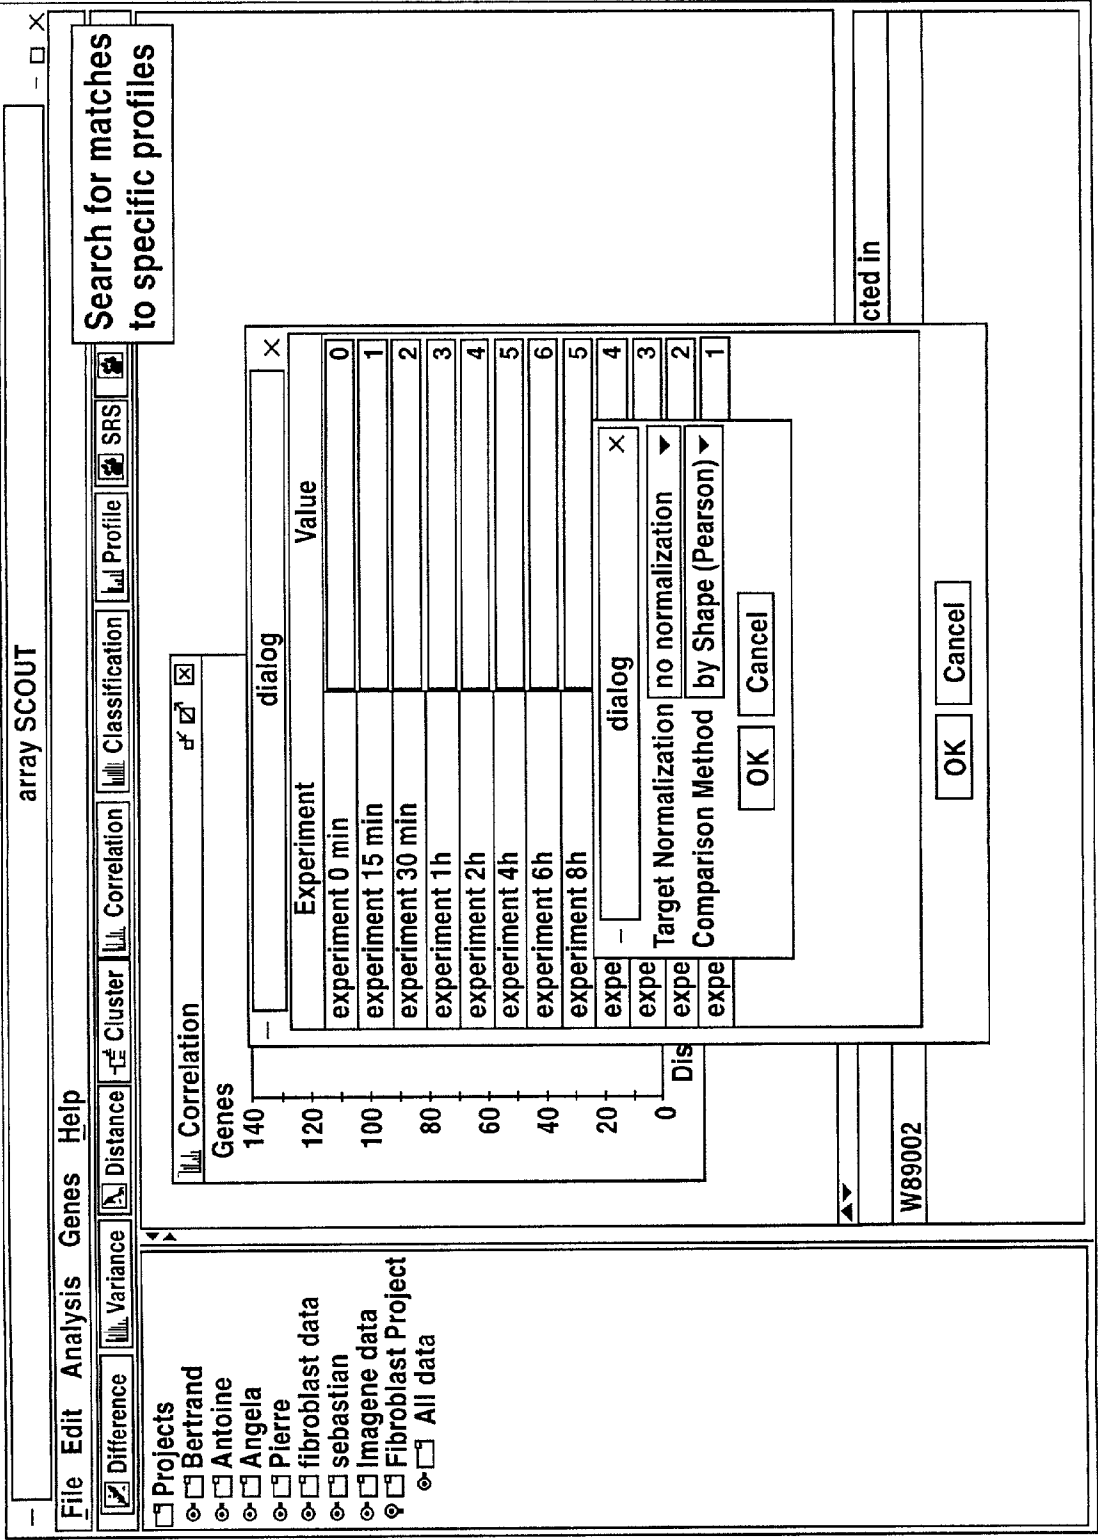 array SCOUT
File Edit Analysis Genes Help
Search for matches
to specific profiles
Difference Variance Distance Cluster Correlation Classification Profile SRS
Projects
Bertrand
Antoine
Angela
Pierre
fibroblast data
sebastian
Imagene data
Fibroblast Project
All data
Correlation
Genes
140
120
100
80
60
40
20
0
Dis
dialog
Experiment Value
experiment 0 min 0
experiment 15 min 1
experiment 30 min 2
experiment 1h 3
experiment 2h 4
experiment 4h 5
experiment 6h 6
experiment 8h 5
expe 4
expe 3
expe 2
expe 1
dialog
Target Normalization no normalization
Comparison Method by Shape (Pearson)
OK Cancel
OK Cancel
cted in
W89002